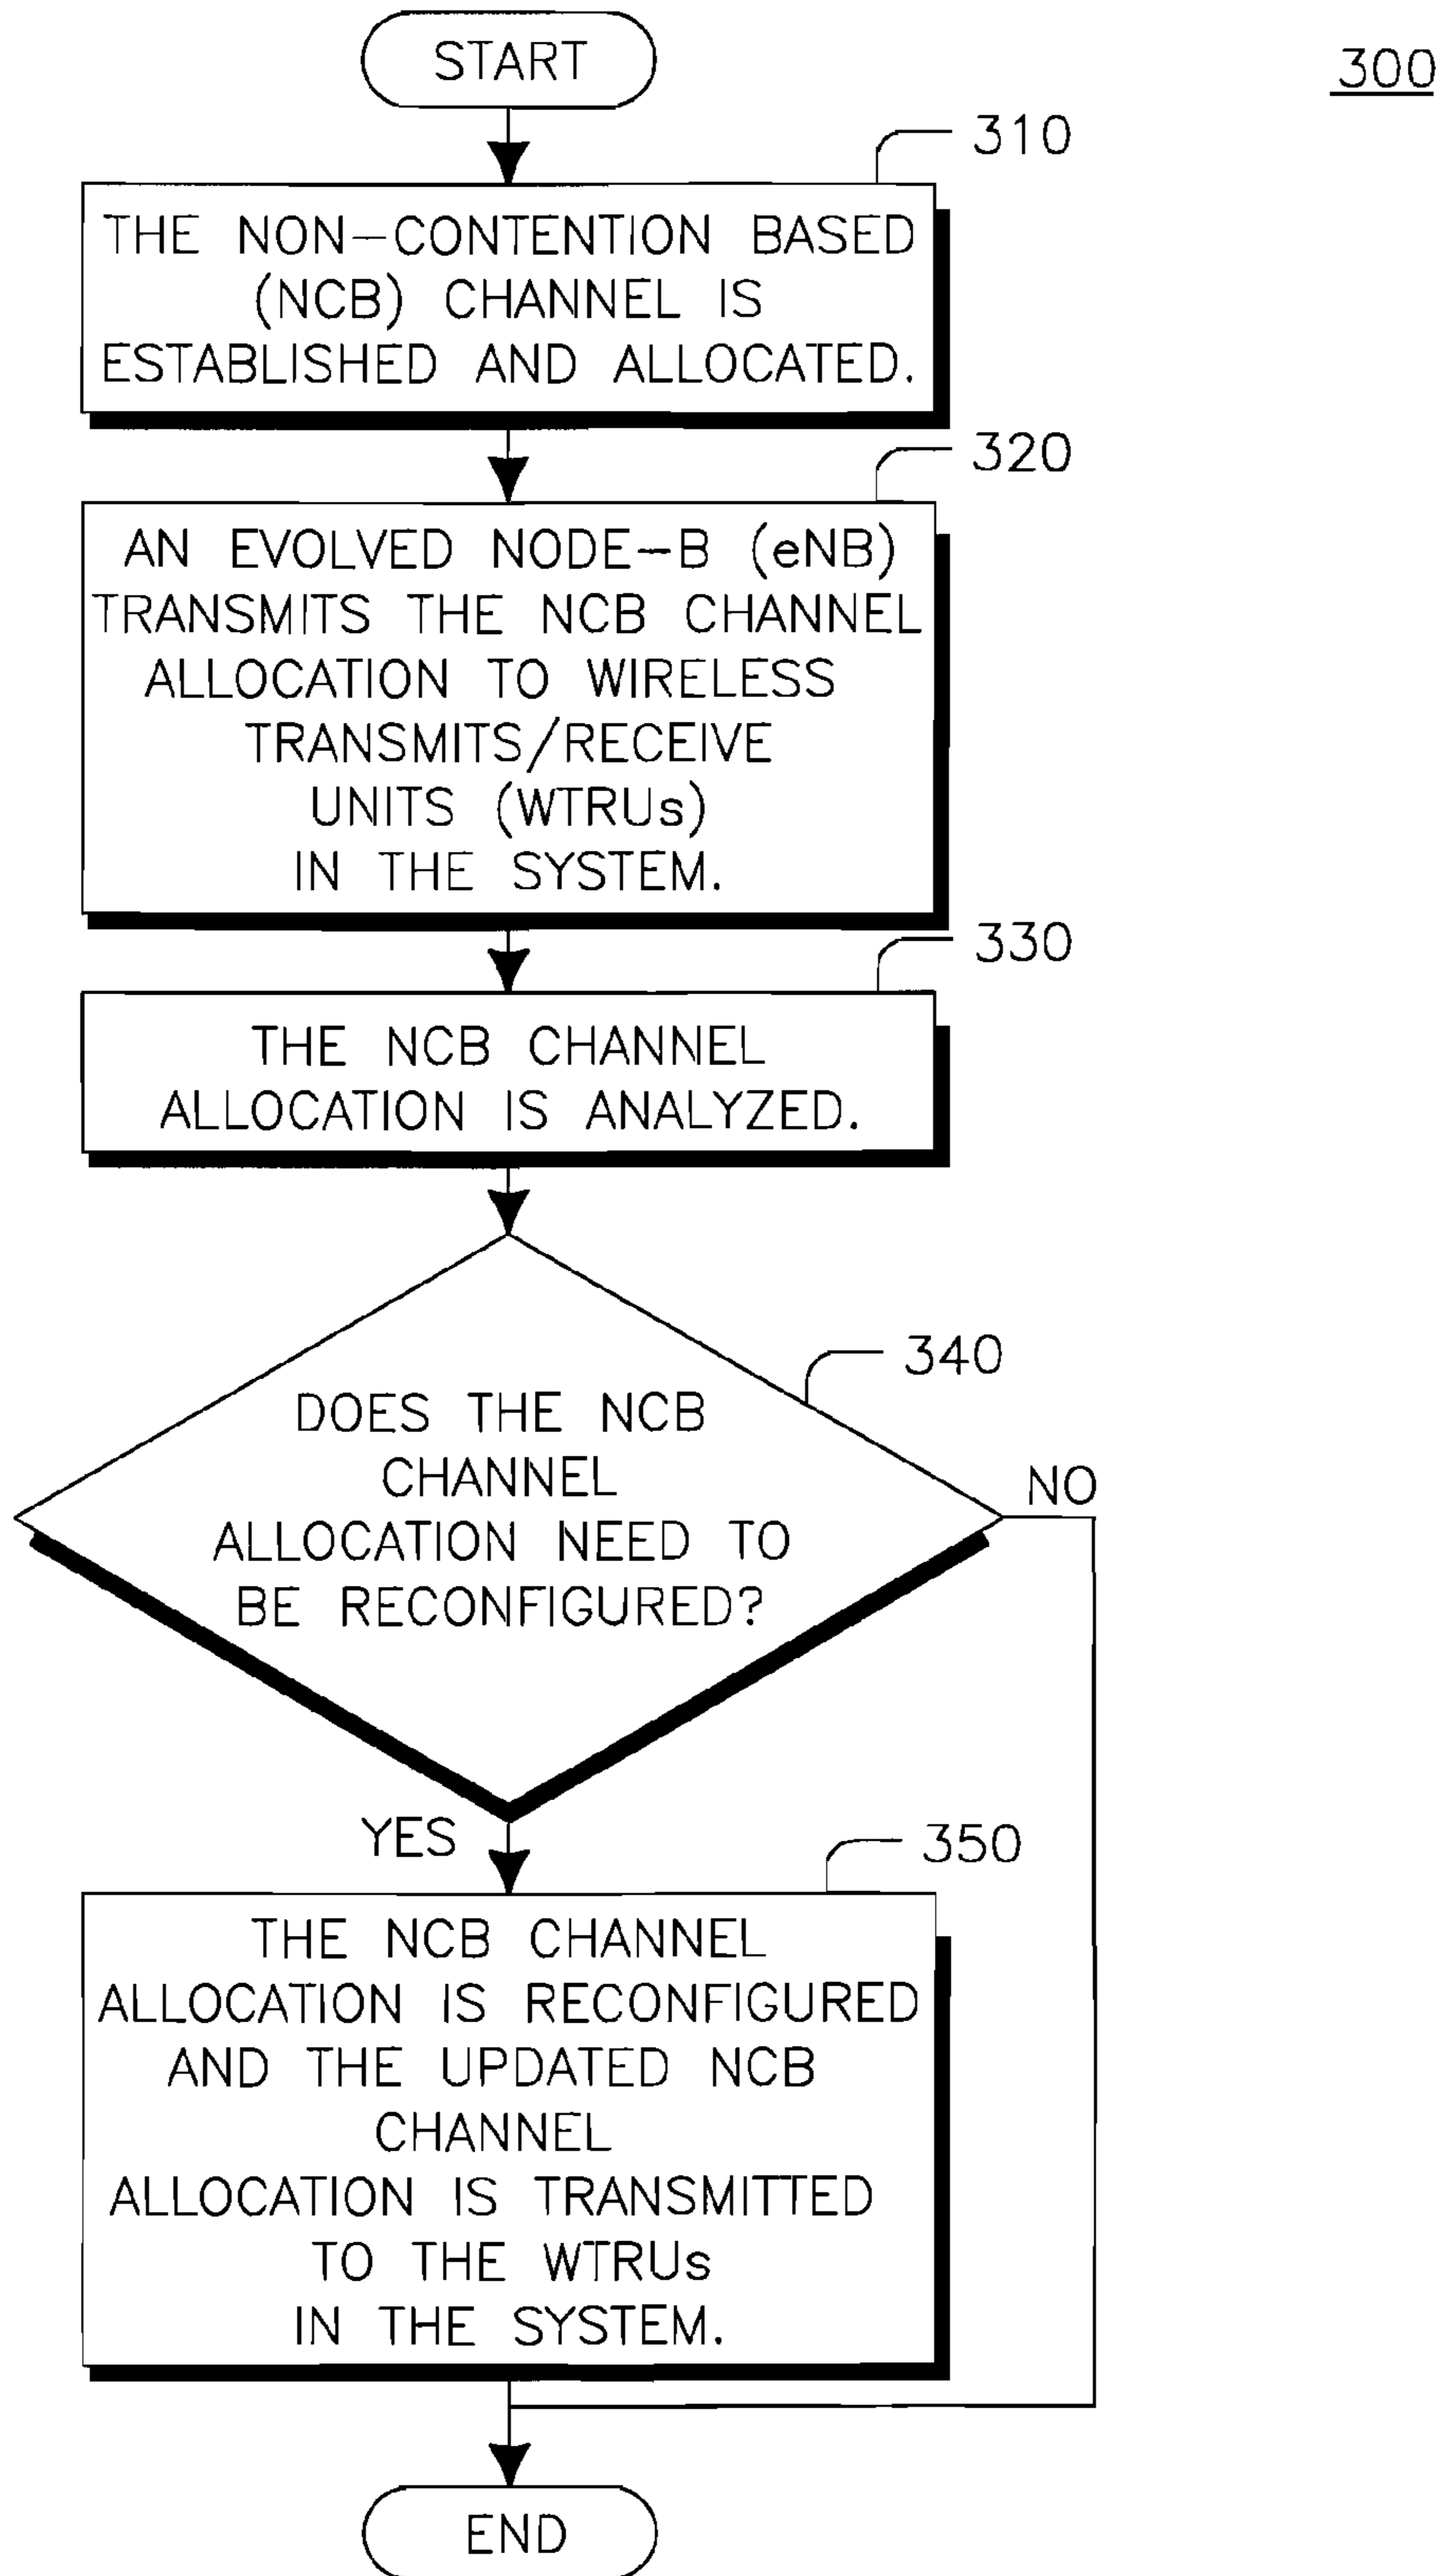 START
300
310
THE NON-CONTENTION BASED
(NCB) CHANNEL IS
ESTABLISHED AND ALLOCATED.
320
AN EVOLVED NODE-B (eNB)
TRANSMITS THE NCB CHANNEL
ALLOCATION TO WIRELESS
TRANSMITS/RECEIVE
UNITS (WTRUs)
IN THE SYSTEM.
330
THE NCB CHANNEL
ALLOCATION IS ANALYZED.
340
DOES THE NCB
CHANNEL
ALLOCATION NEED TO
BE RECONFIGURED?
NO
YES
350
THE NCB CHANNEL
ALLOCATION IS RECONFIGURED
AND THE UPDATED NCB
CHANNEL
ALLOCATION IS TRANSMITTED
TO THE WTRUs
IN THE SYSTEM.
END